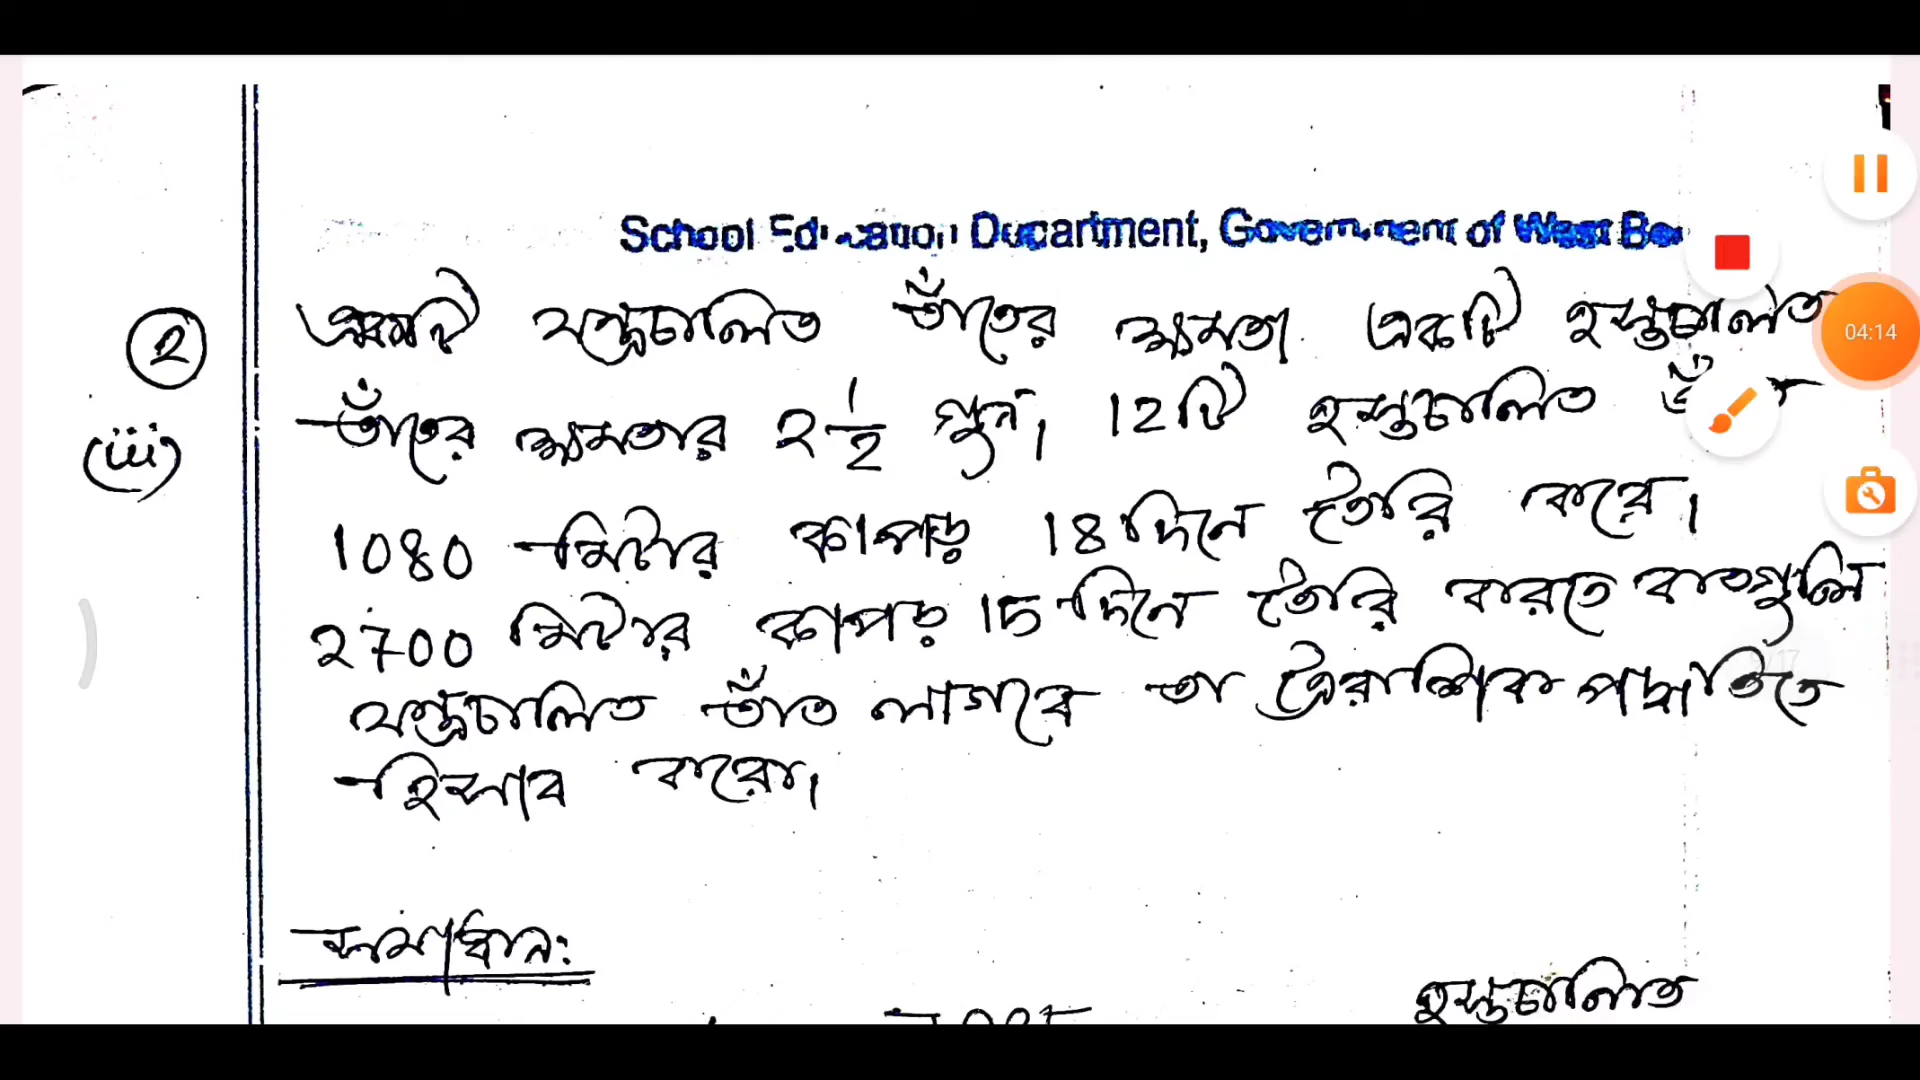 School Education Department, Government of West Be
04:14
২ একটি যন্ত্রচালিত তাঁতের ক্ষমতা একটি হস্তচালিত
(iii) তাঁতের ক্ষমতার ২ 1/2 গুন। 12টি হস্তচালিত
1080 মিটার কাপড় 18 দিনে তৈরি করে।
2700 মিটার কাপড় 15 দিনে তৈরি করতে কতগুলি
যন্ত্রচালিত তাঁত লাগবে তা ত্রৈরাশিক পদ্ধতিতে
হিসাব করো।
সমাধান:
হস্তচালিত